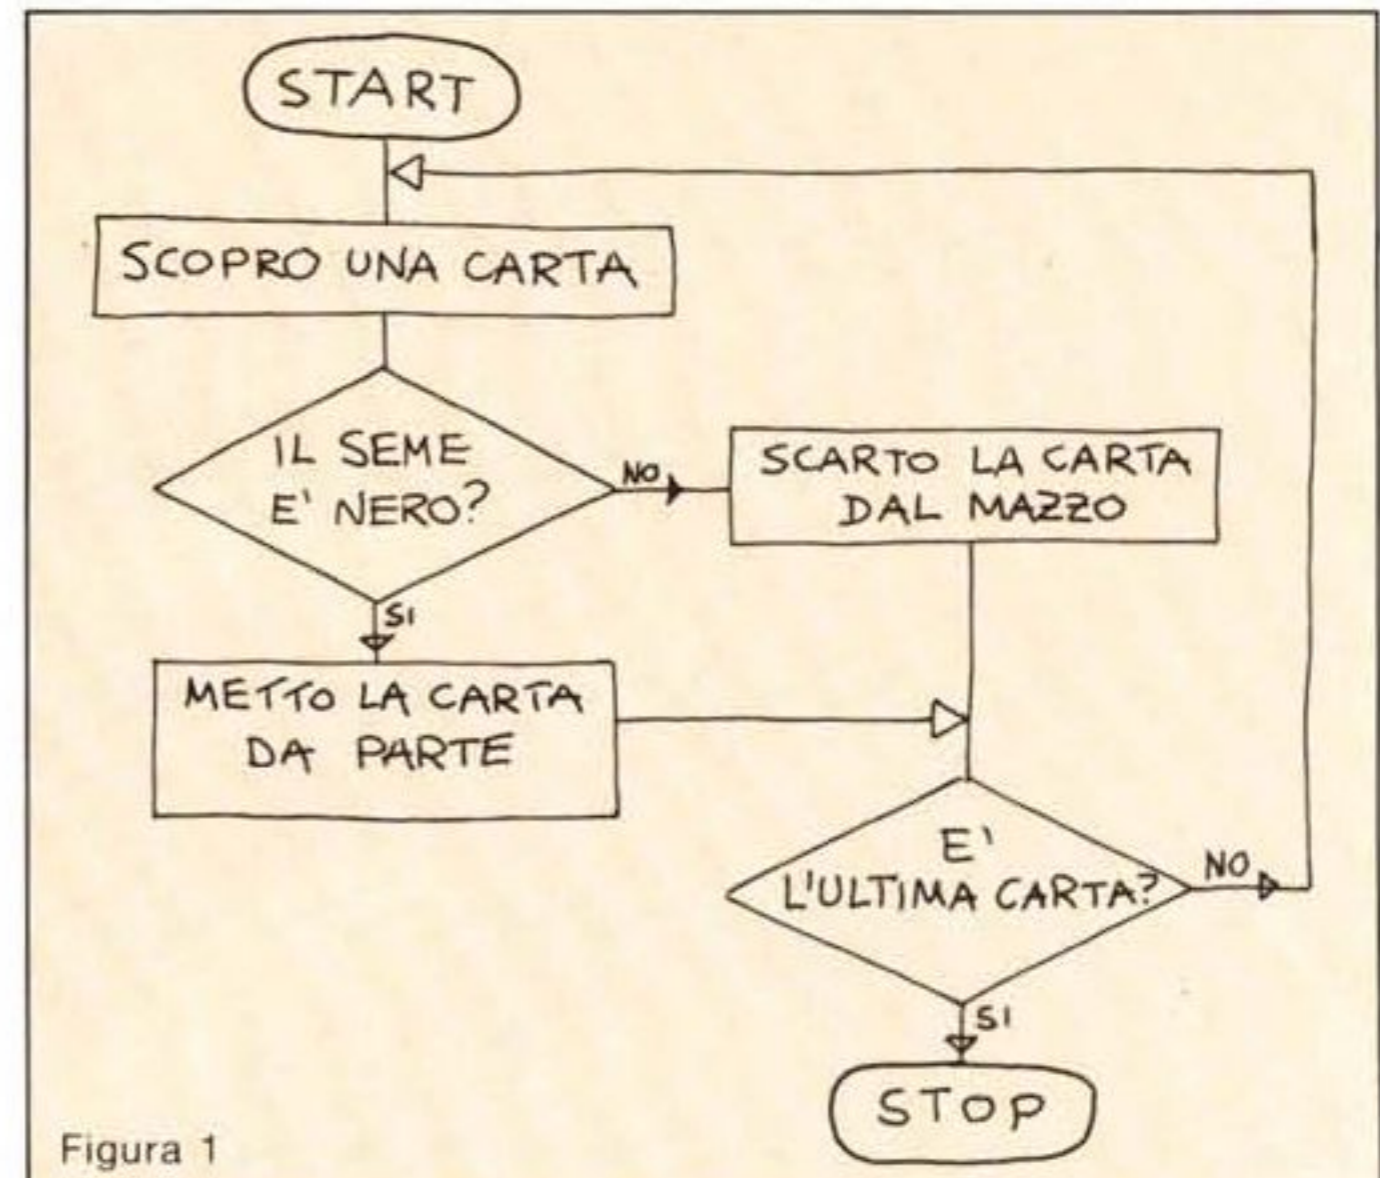 START
SCOPRO UNA CARTA
IL SEME
E' NERO?
NO
SCARTO LA CARTA
DAL MAZZO
SI
METTO LA CARTA
DA PARTE
E'
L'ULTIMA CARTA?
NO
SI
STOP
Figura 1